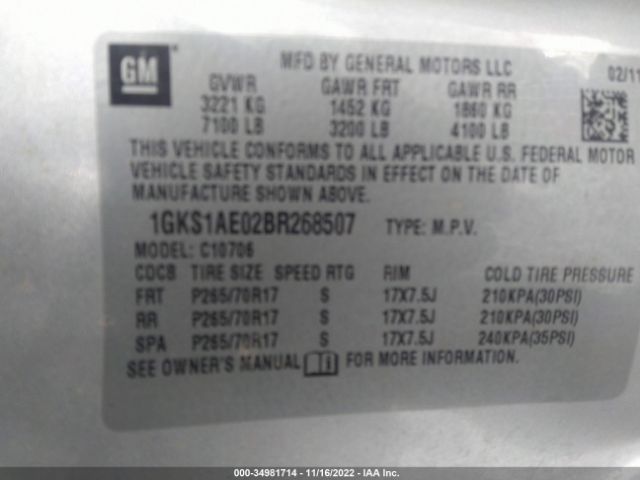 GM
MFD BY GENERAL MOTORS LLC 02/11
GVWR GAWR FRT GAWR RR
3221 KG 1452 KG 1860 KG
7100 LB 3200 LB 4100 LB
THIS VEHICLE CONFORMS TO ALL APPLICABLE U.S. FEDERAL MOTOR
VEHICLE SAFETY STANDARDS IN EFFECT ON THE DATE OF
MANUFACTURE SHOWN ABOVE.
1GKS1AE02BR268507 TYPE: M.P.V.
MODEL: C10706
CDCB TIRE SIZE SPEED RTG RIM COLD TIRE PRESSURE
FRT P265/70R17 S 17X7.5J 210KPA(30PSI)
RR P265/70R17 S 17X7.5J 210KPA(30PSI)
SPA P265/70R17 S 17X7.5J 240KPA(35PSI)
SEE OWNER'S MANUAL FOR MORE INFORMATION.
000-34981714 - 11/16/2022 - IAA Inc.